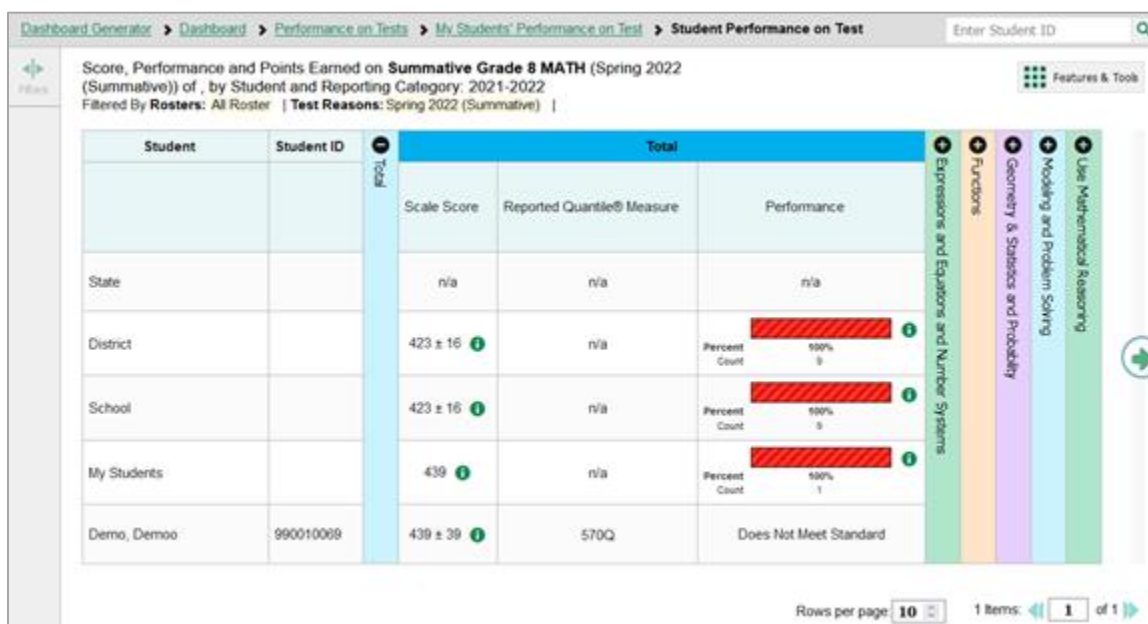 Dashboard Generator > Dashboard > Performance on Tests > My Students' Performance on Test > Student Performance on Test
Enter Student ID
Filters
Score, Performance and Points Earned on Summative Grade 8 MATH (Spring 2022
(Summative)) of , by Student and Reporting Category: 2021-2022
Filtered By Rosters: All Roster | Test Reasons: Spring 2022 (Summative) |
Features & Tools
Student Student ID Total Total
Scale Score Reported Quantile® Measure Performance
Expressions and Equations and Number Systems
Functions
Geometry & Statistics and Probability
Modeling and Problem Solving
Use Mathematical Reasoning
State n/a n/a n/a
District 423 ± 16 n/a
Percent 100%
Count 9
School 423 ± 16 n/a
Percent 100%
Count 9
My Students 439 n/a
Percent 100%
Count 1
Demo, Demoo 990010069 439 ± 39 570Q Does Not Meet Standard
Rows per page: 10 1 Items: 1 of 1